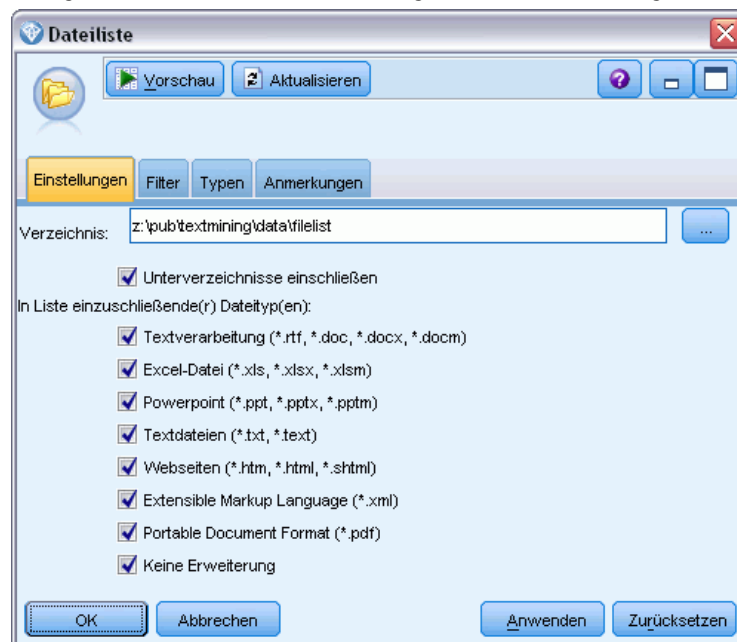 Dateiliste
Vorschau Aktualisieren
Einstellungen Filter Typen Anmerkungen
Verzeichnis: z:\pub\textmining\data\filelist ...
Unterverzeichnisse einschließen
In Liste einzuschließende(r) Dateityp(en):
Textverarbeitung (*.rtf, *.doc, *.docx, *.docm)
Excel-Datei (*.xls, *.xlsx, *.xlsm)
Powerpoint (*.ppt, *.pptx, *.pptm)
Textdateien (*.txt, *.text)
Webseiten (*.htm, *.html, *.shtml)
Extensible Markup Language (*.xml)
Portable Document Format (*.pdf)
Keine Erweiterung
OK Abbrechen Anwenden Zurücksetzen